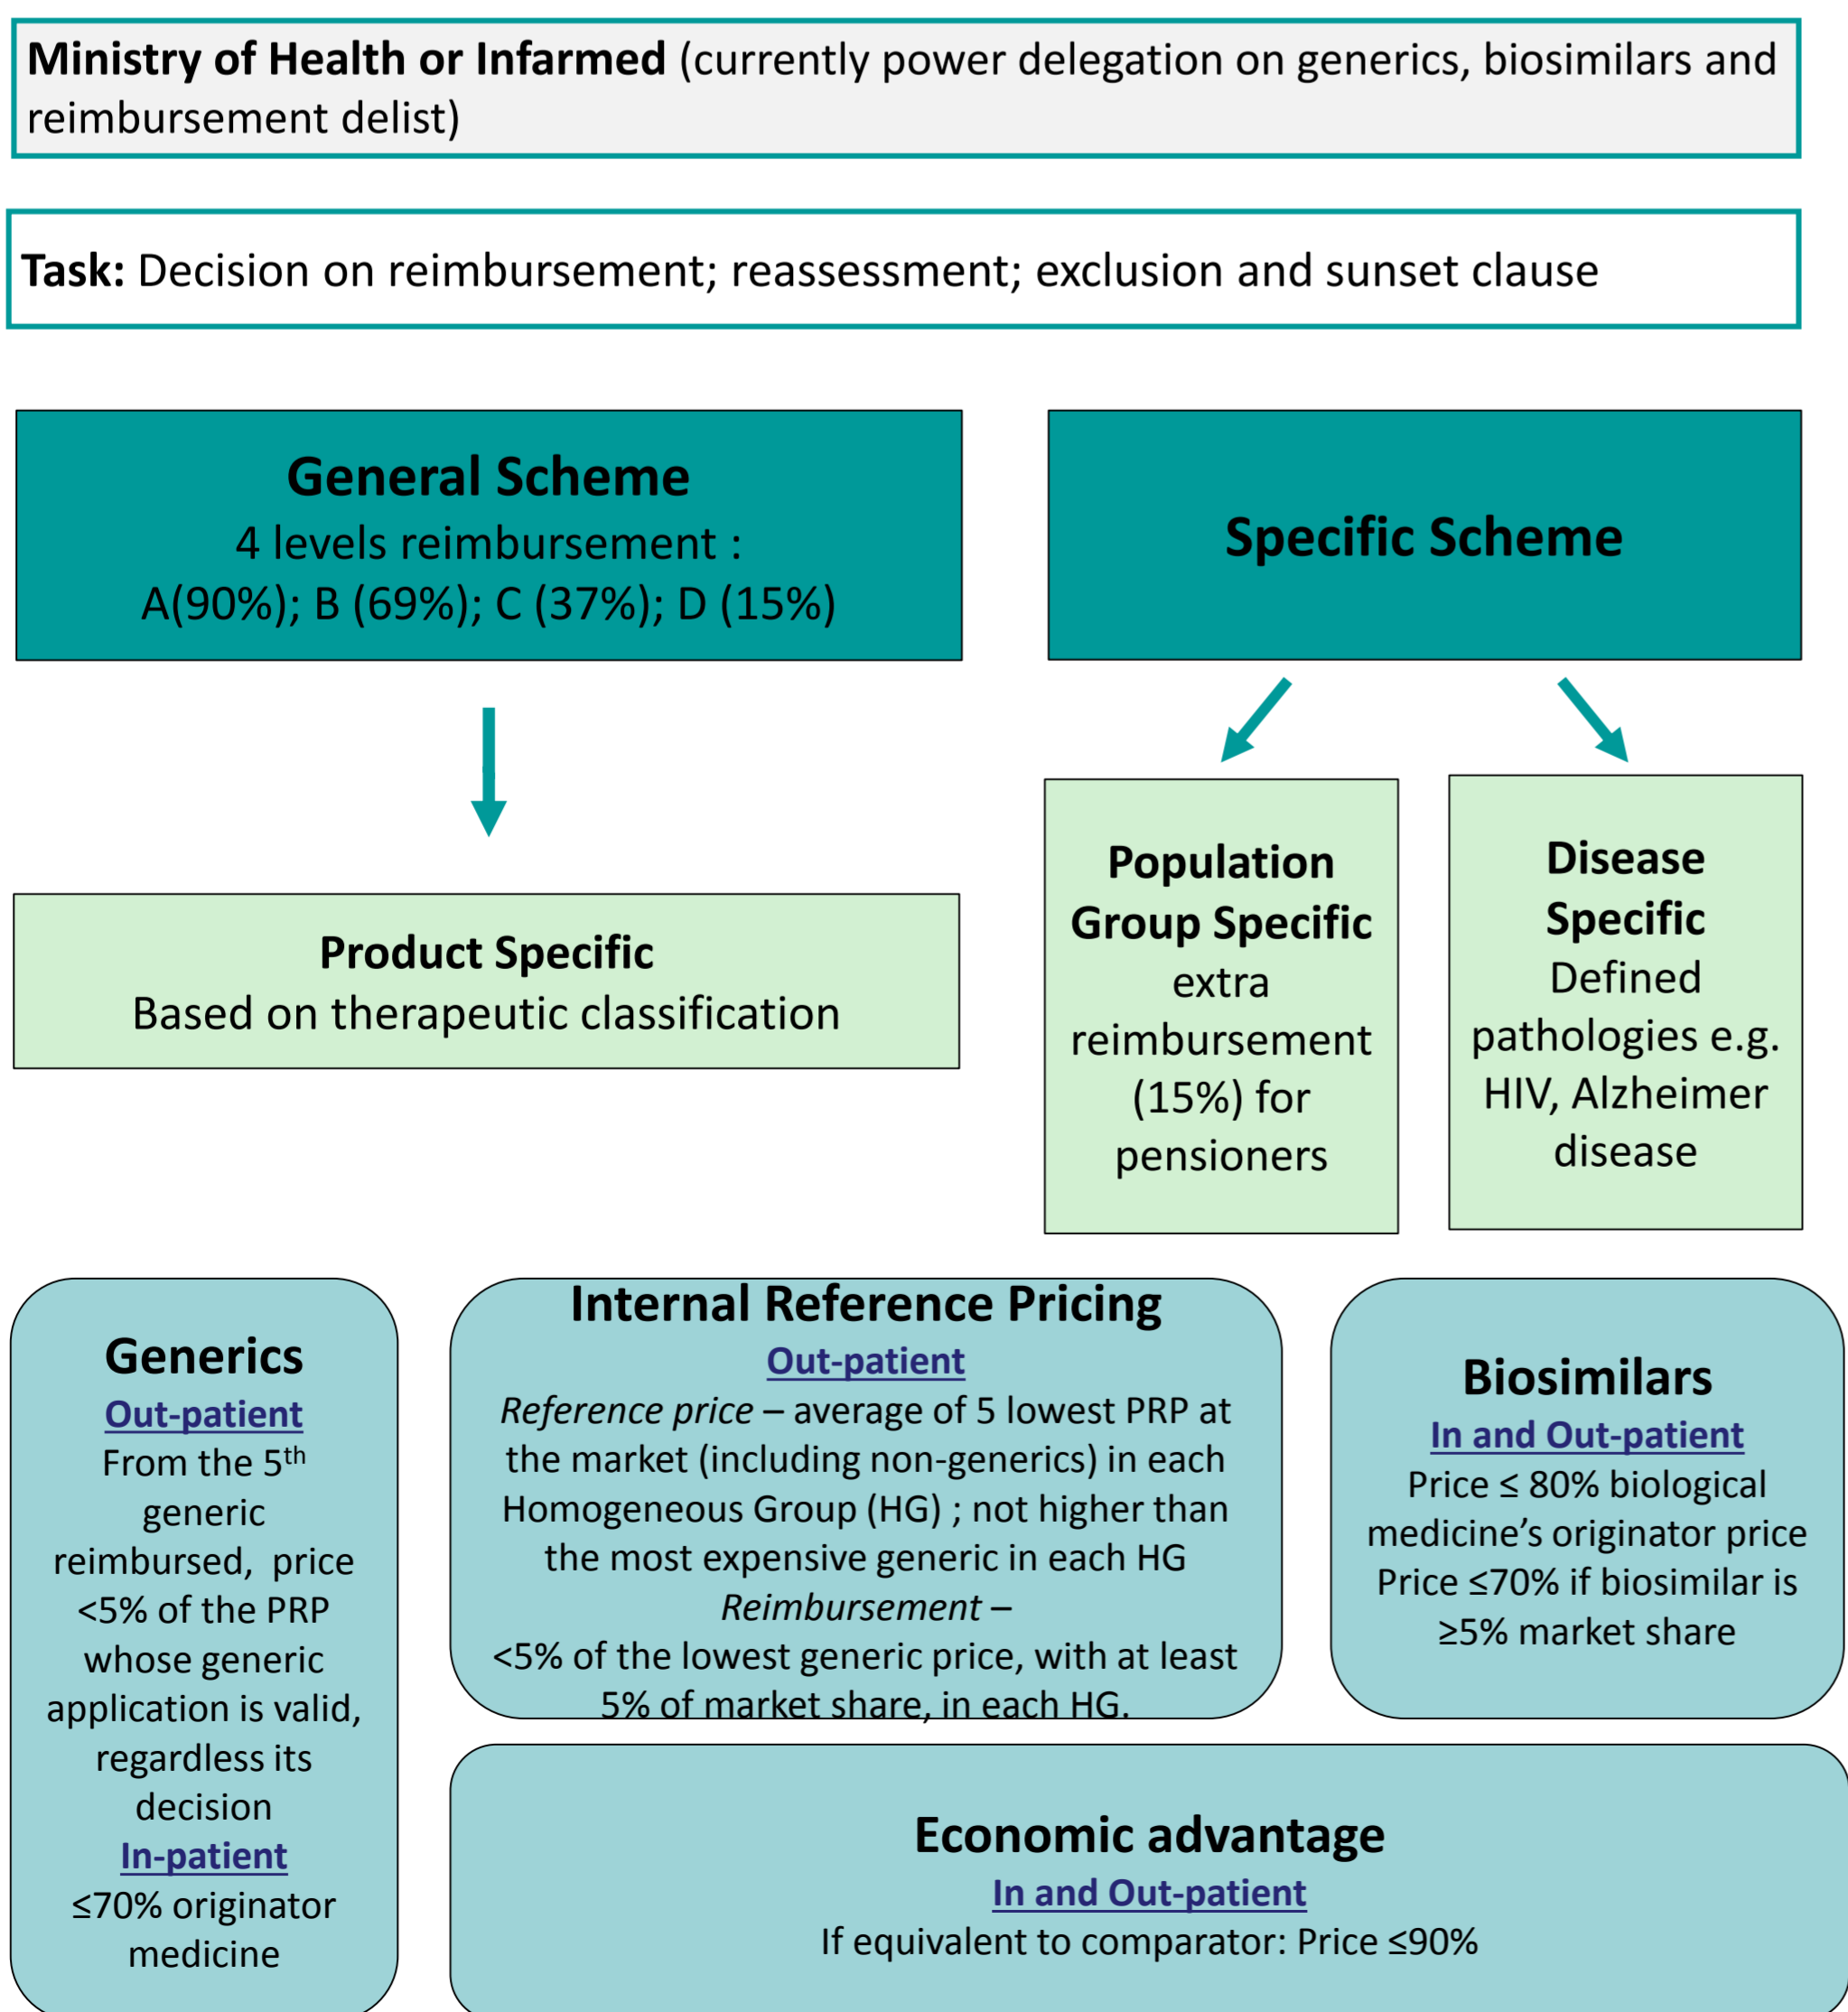 Ministry of Health or Infarmed (currently power delegation on generics, biosimilars and
reimbursement delist)
Task: Decision on reimbursement; reassessment; exclusion and sunset clause
General Scheme
4 levels reimbursement :
A(90%); B (69%); C (37%); D (15%)
Specific Scheme
Product Specific
Based on therapeutic classification
Population
Group Specific
extra
reimbursement
(15%) for
pensioners
Disease
Specific
Defined
pathologies e.g.
HIV, Alzheimer
disease
Generics
Out-patient
From the 5th
generic
reimbursed, price
<5% of the PRP
whose generic
application is valid,
regardless its
decision
In-patient
≤70% originator
medicine
Internal Reference Pricing
Out-patient
Reference price – average of 5 lowest PRP at
the market (including non-generics) in each
Homogeneous Group (HG) ; not higher than
the most expensive generic in each HG
Reimbursement –
<5% of the lowest generic price, with at least
5% of market share, in each HG.
Biosimilars
In and Out-patient
Price ≤ 80% biological
medicine’s originator price
Price ≤70% if biosimilar is
≥5% market share
Economic advantage
In and Out-patient
If equivalent to comparator: Price ≤90%